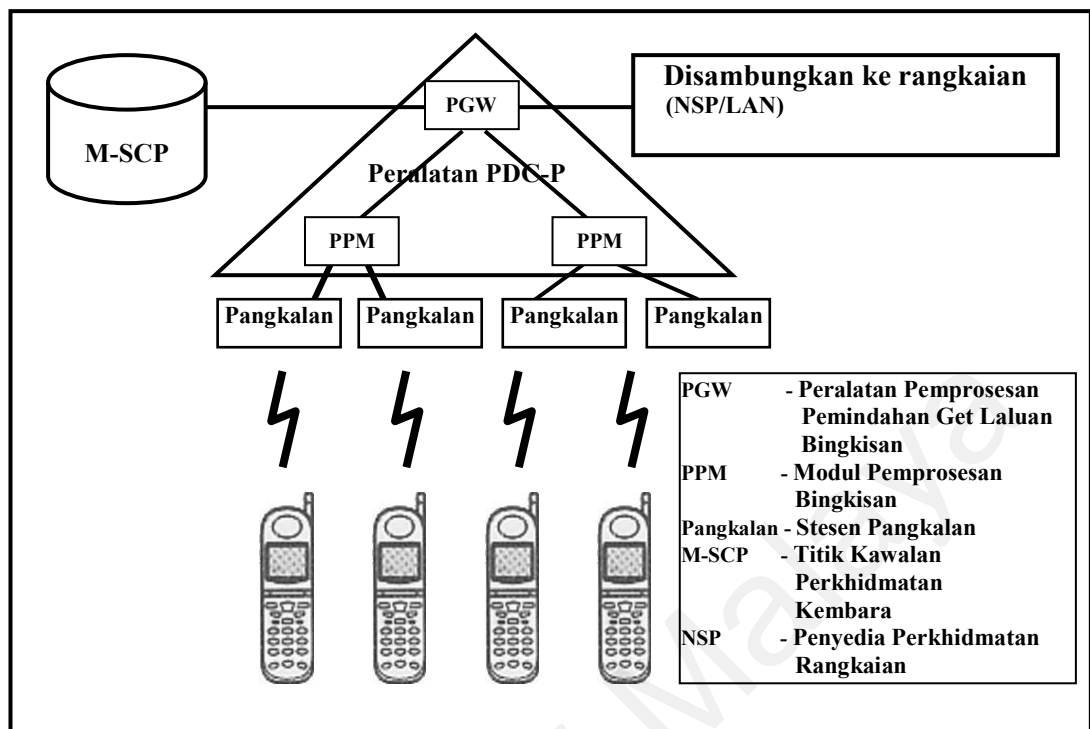 Disambungkan ke rangkaian
(NSP/LAN)
PGW
M-SCP
Peralatan PDC-P
PPM PPM
Pangkalan Pangkalan Pangkalan Pangkalan
PGW - Peralatan Pemprosesan
Pemindahan Get Laluan
Bingkisan
PPM - Modul Pemprosesan
Bingkisan
Pangkalan - Stesen Pangkalan
M-SCP - Titik Kawalan
Perkhidmatan
Kembara
NSP - Penyedia Perkhidmatan
Rangkaian
Malaya